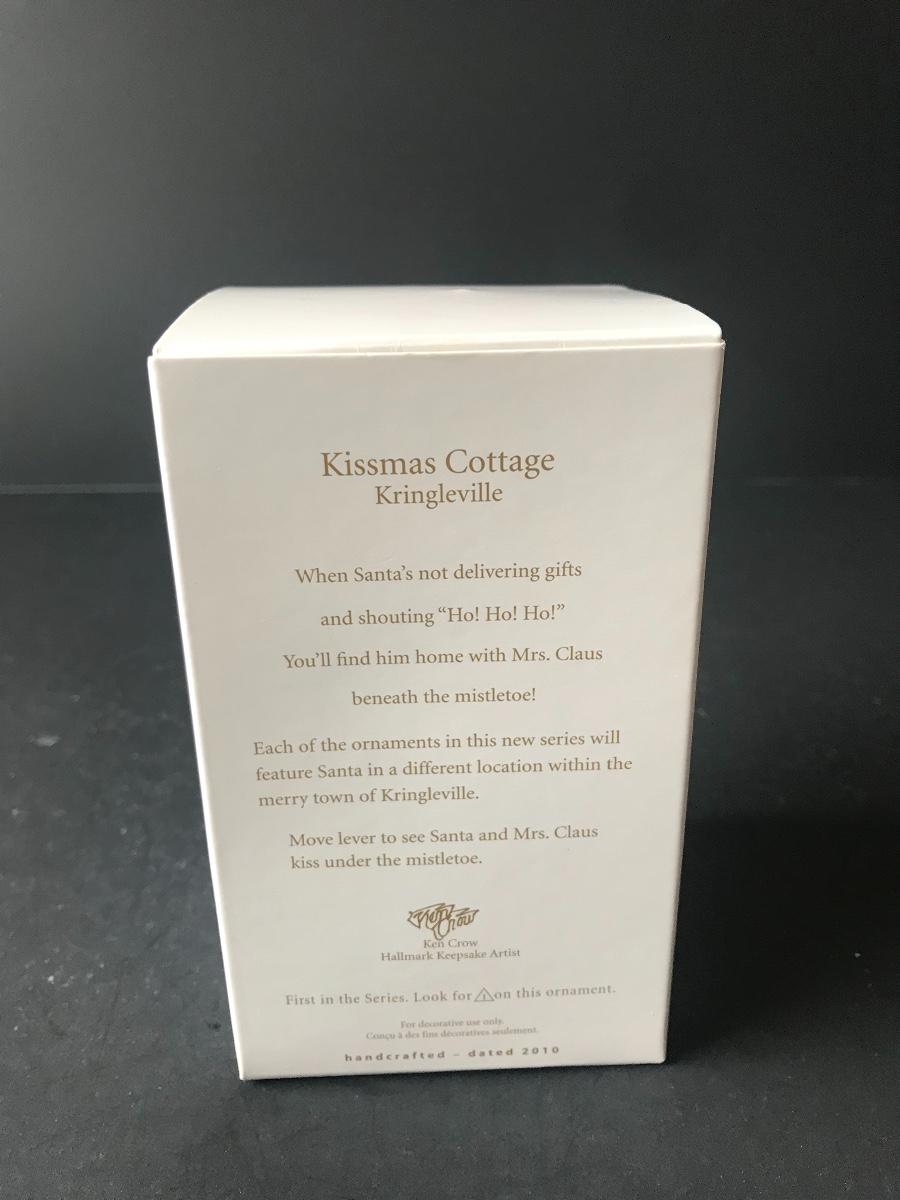 Kissmas Cottage
Kringleville
When Santa's not delivering gifts
and shouting “Ho! Ho! Ho!”
You'll find him home with Mrs. Claus
beneath the mistletoe!
Each of the ornaments in this new series will
feature Santa in a different location within the
merry town of Kringleville.
Move lever to see Santa and Mrs. Claus
kiss under the mistletoe.
Ken Crow
Ken Crow
Hallmark Keepsake Artist
First in the Series. Look for 1 on this ornament.
For decorative use only.
Conçu à des fins décoratives seulement.
handcrafted – dated 2010